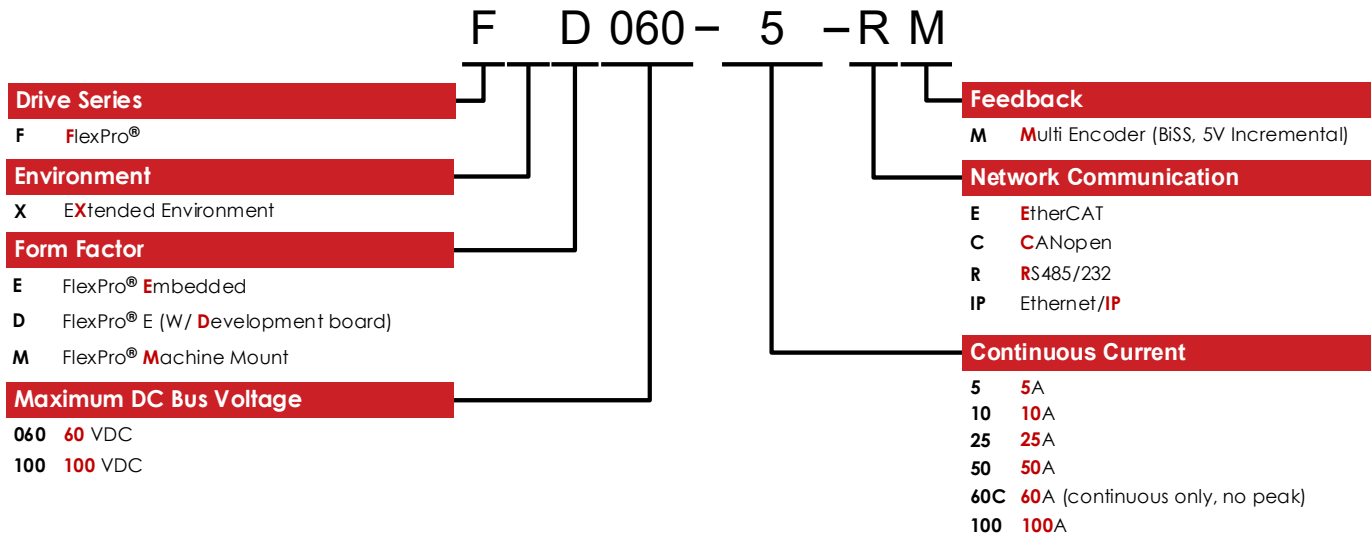 F D 060 – 5 – R M
Drive Series
F FlexPro®
Environment
X EXtended Environment
Form Factor
E FlexPro® Embedded
D FlexPro® E (W/ Development board)
M FlexPro® Machine Mount
Maximum DC Bus Voltage
060 60 VDC
100 100 VDC
Feedback
M Multi Encoder (BiSS, 5V Incremental)
Network Communication
E EtherCAT
C CANopen
R RS485/232
IP Ethernet/IP
Continuous Current
5 5A
10 10A
25 25A
50 50A
60C 60A (continuous only, no peak)
100 100A